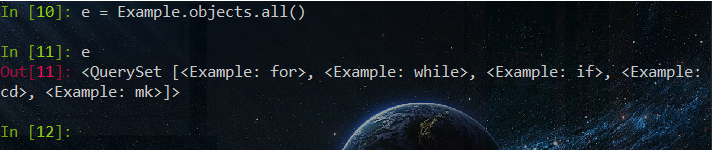 In [10]: e = Example.objects.all()
In [11]: e
Out[11]: <QuerySet [<Example: for>, <Example: while>, <Example: if>, <Example:
cd>, <Example: mk>]>
In [12]: